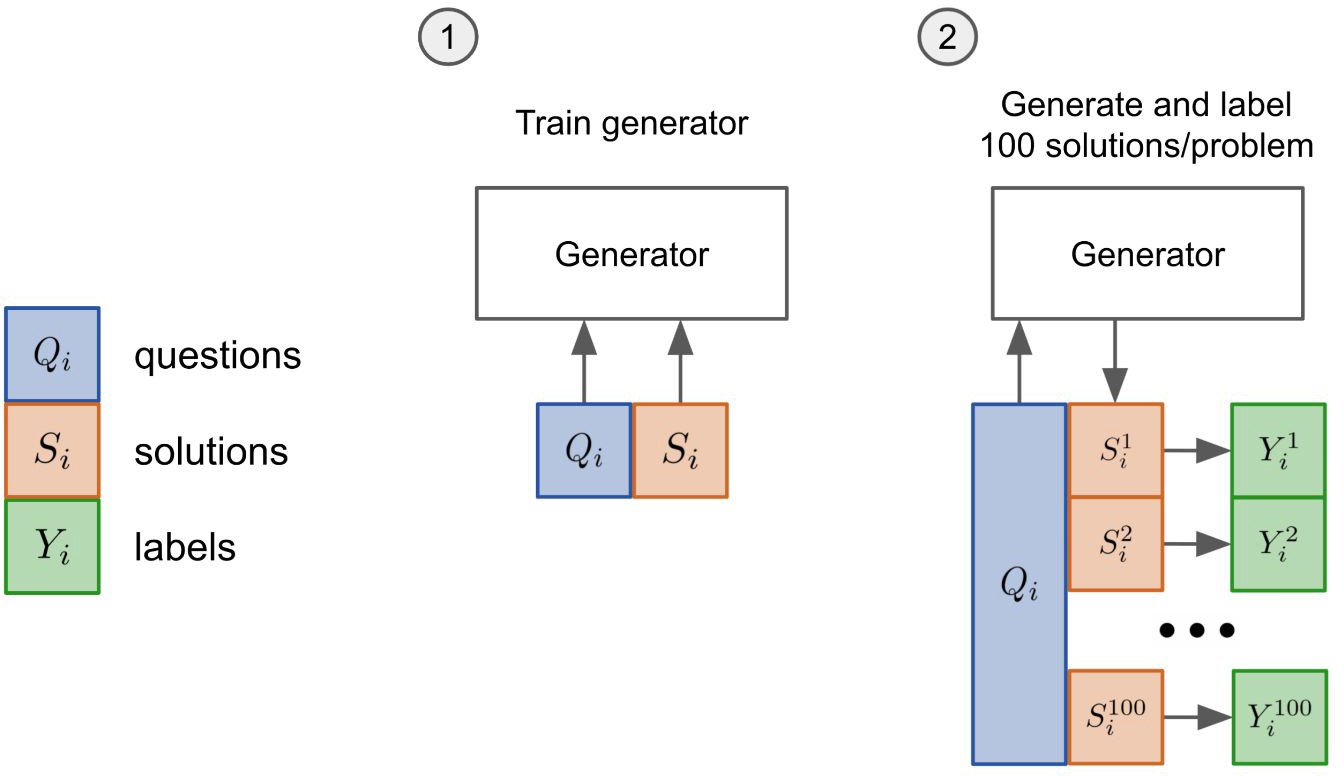 1
Train generator
Generator
Q_i S_i
2
Generate and label
100 solutions/problem
Generator
Q_i
S_i^1 Y_i^1
S_i^2 Y_i^2
•••
S_i^100 Y_i^100
Q_i questions
S_i solutions
Y_i labels